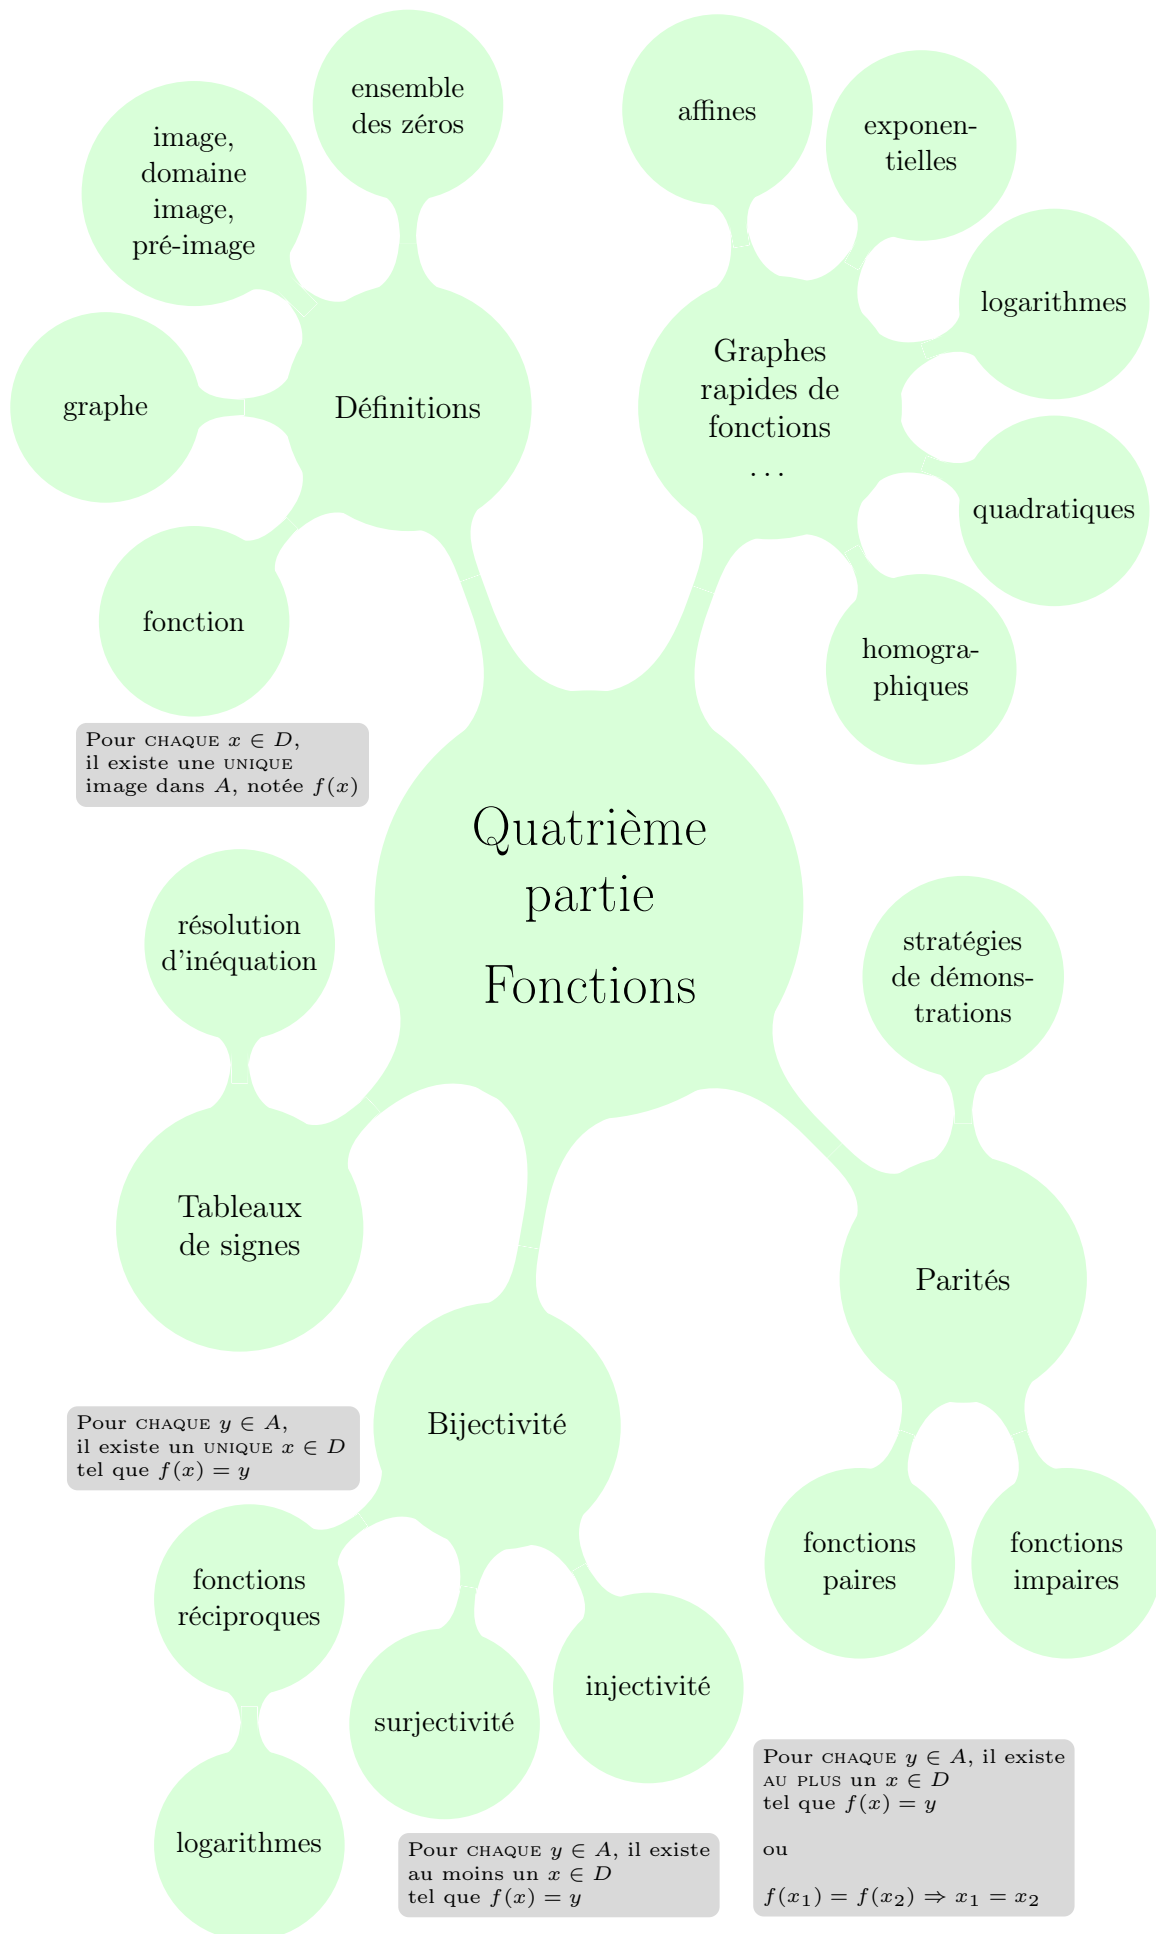 ensemble
des zéros
image,
domaine
image,
pré-image
graphe
Définitions
fonction
Pour CHAQUE x ∈ D,
il existe une UNIQUE
image dans A, notée f(x)
affines
exponen-
tielles
logarithmes
Graphes
rapides de
fonctions
...
quadratiques
homogra-
phiques
Quatrième
partie
Fonctions
résolution
d'inéquation
Tableaux
de signes
stratégies
de démons-
trations
Parités
fonctions
paires
fonctions
impaires
Bijectivité
Pour CHAQUE y ∈ A,
il existe un UNIQUE x ∈ D
tel que f(x) = y
fonctions
réciproques
logarithmes
surjectivité
Pour CHAQUE y ∈ A, il existe
au moins un x ∈ D
tel que f(x) = y
injectivité
Pour CHAQUE y ∈ A, il existe
AU PLUS un x ∈ D
tel que f(x) = y
ou
f(x₁) = f(x₂) ⇒ x₁ = x₂